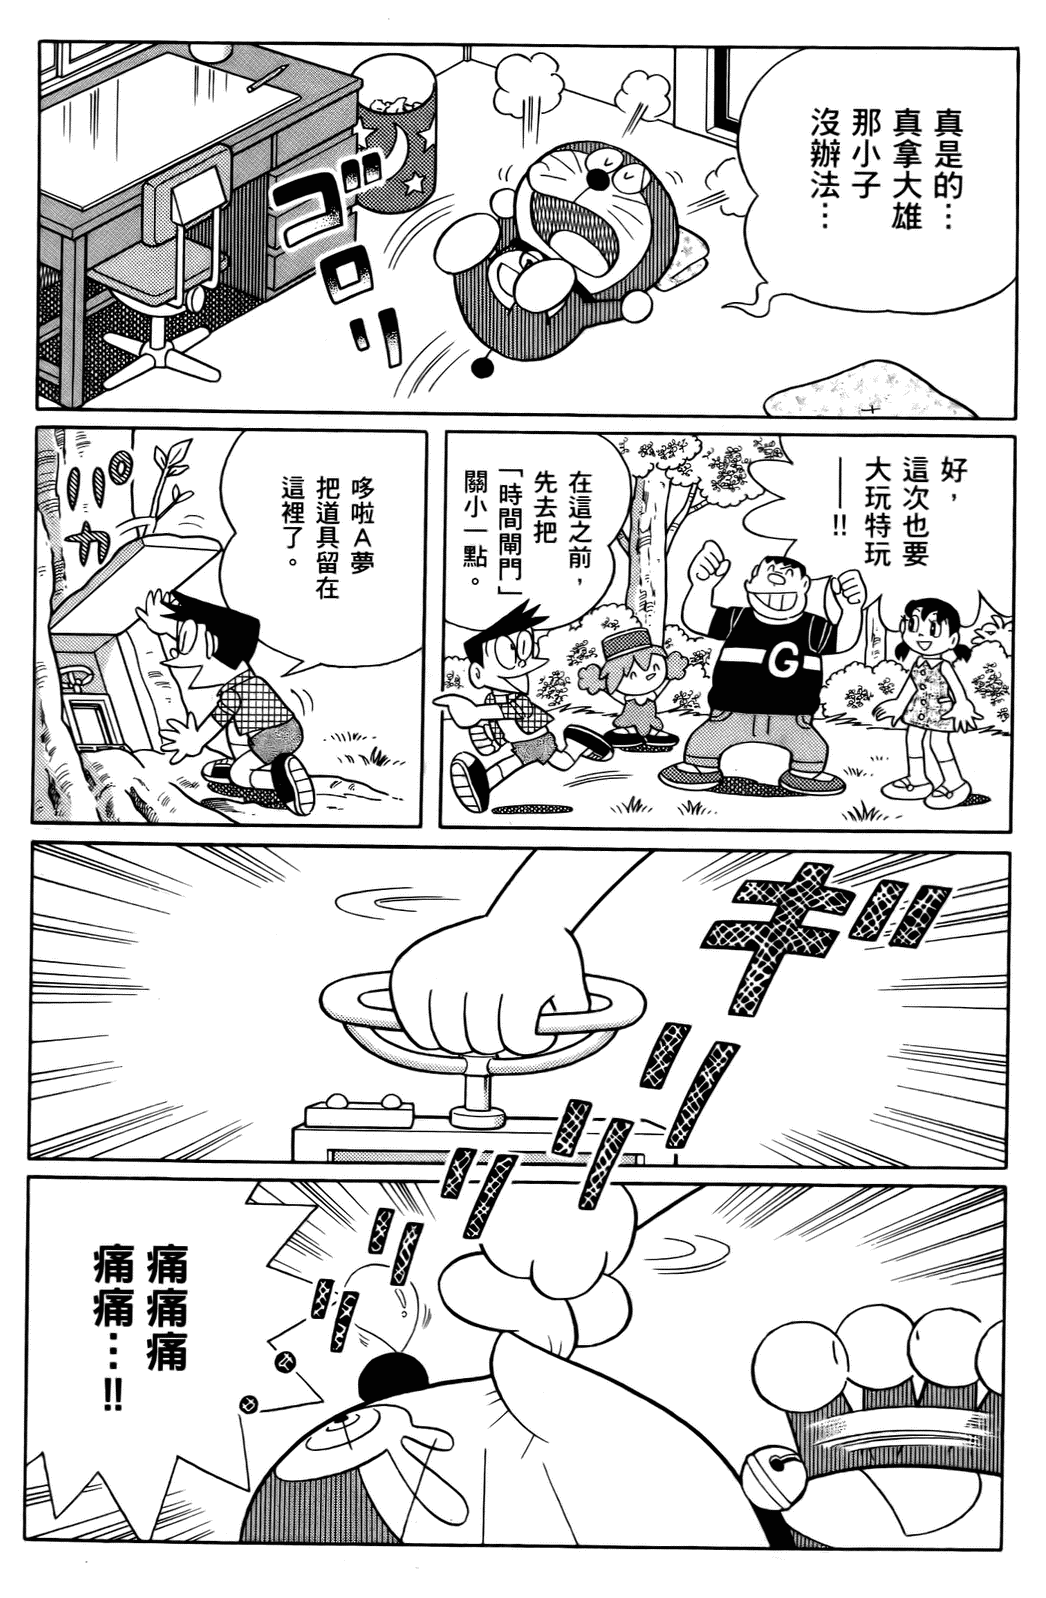 真是的…
真拿大雄
那小子
沒辦法…
ゴロリ
好，
這次也要
大玩特玩
──!!
G
在這之前，
先去把
「時間閘門」
關小一點。
哆啦A夢
把道具留在
這裡了。
パカ
ギリリリ
痛痛痛
痛痛…!!